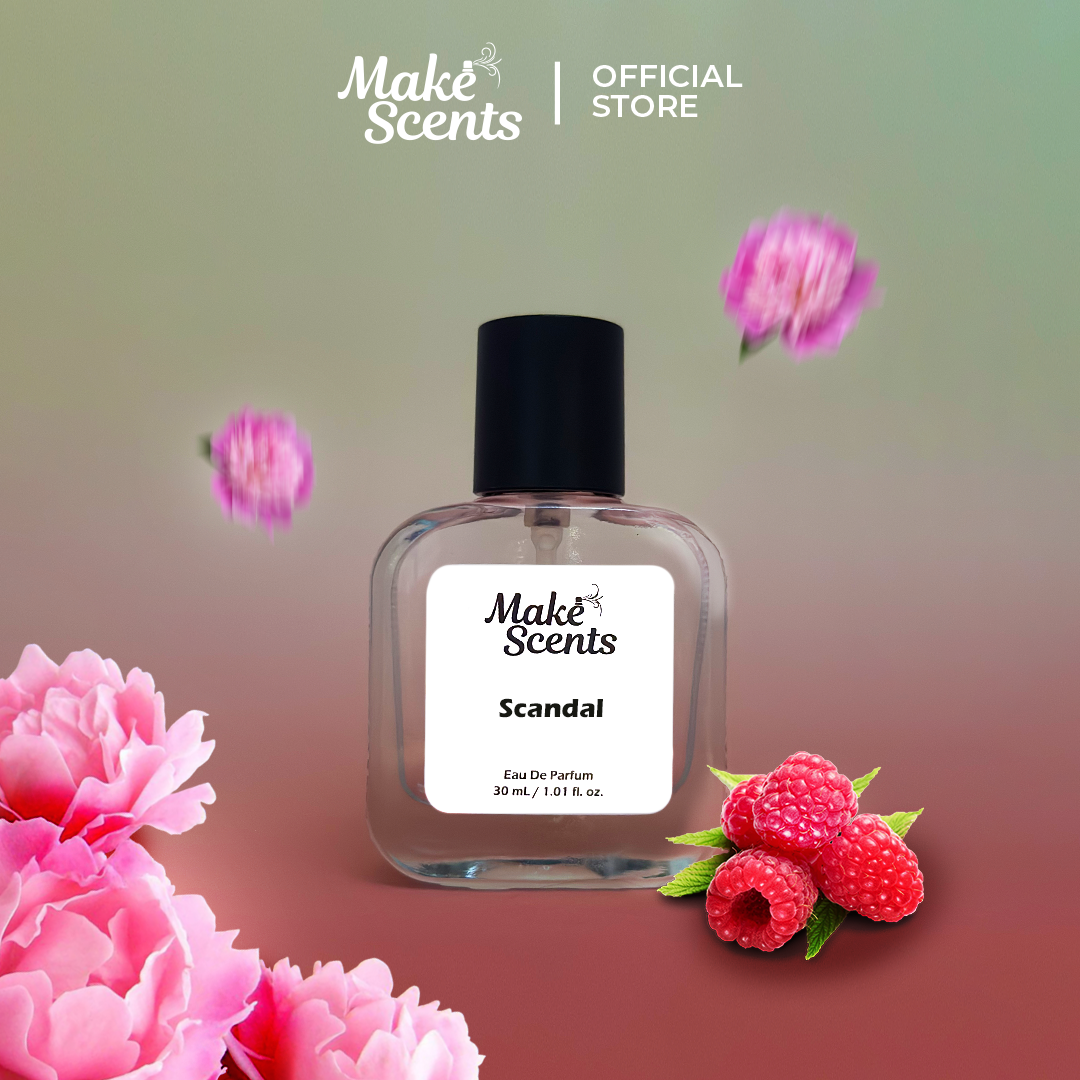 Make
Scents
OFFICIAL
STORE
Make
Scents
Scandal
Eau De Parfum
30 mL / 1.01 fl. oz.